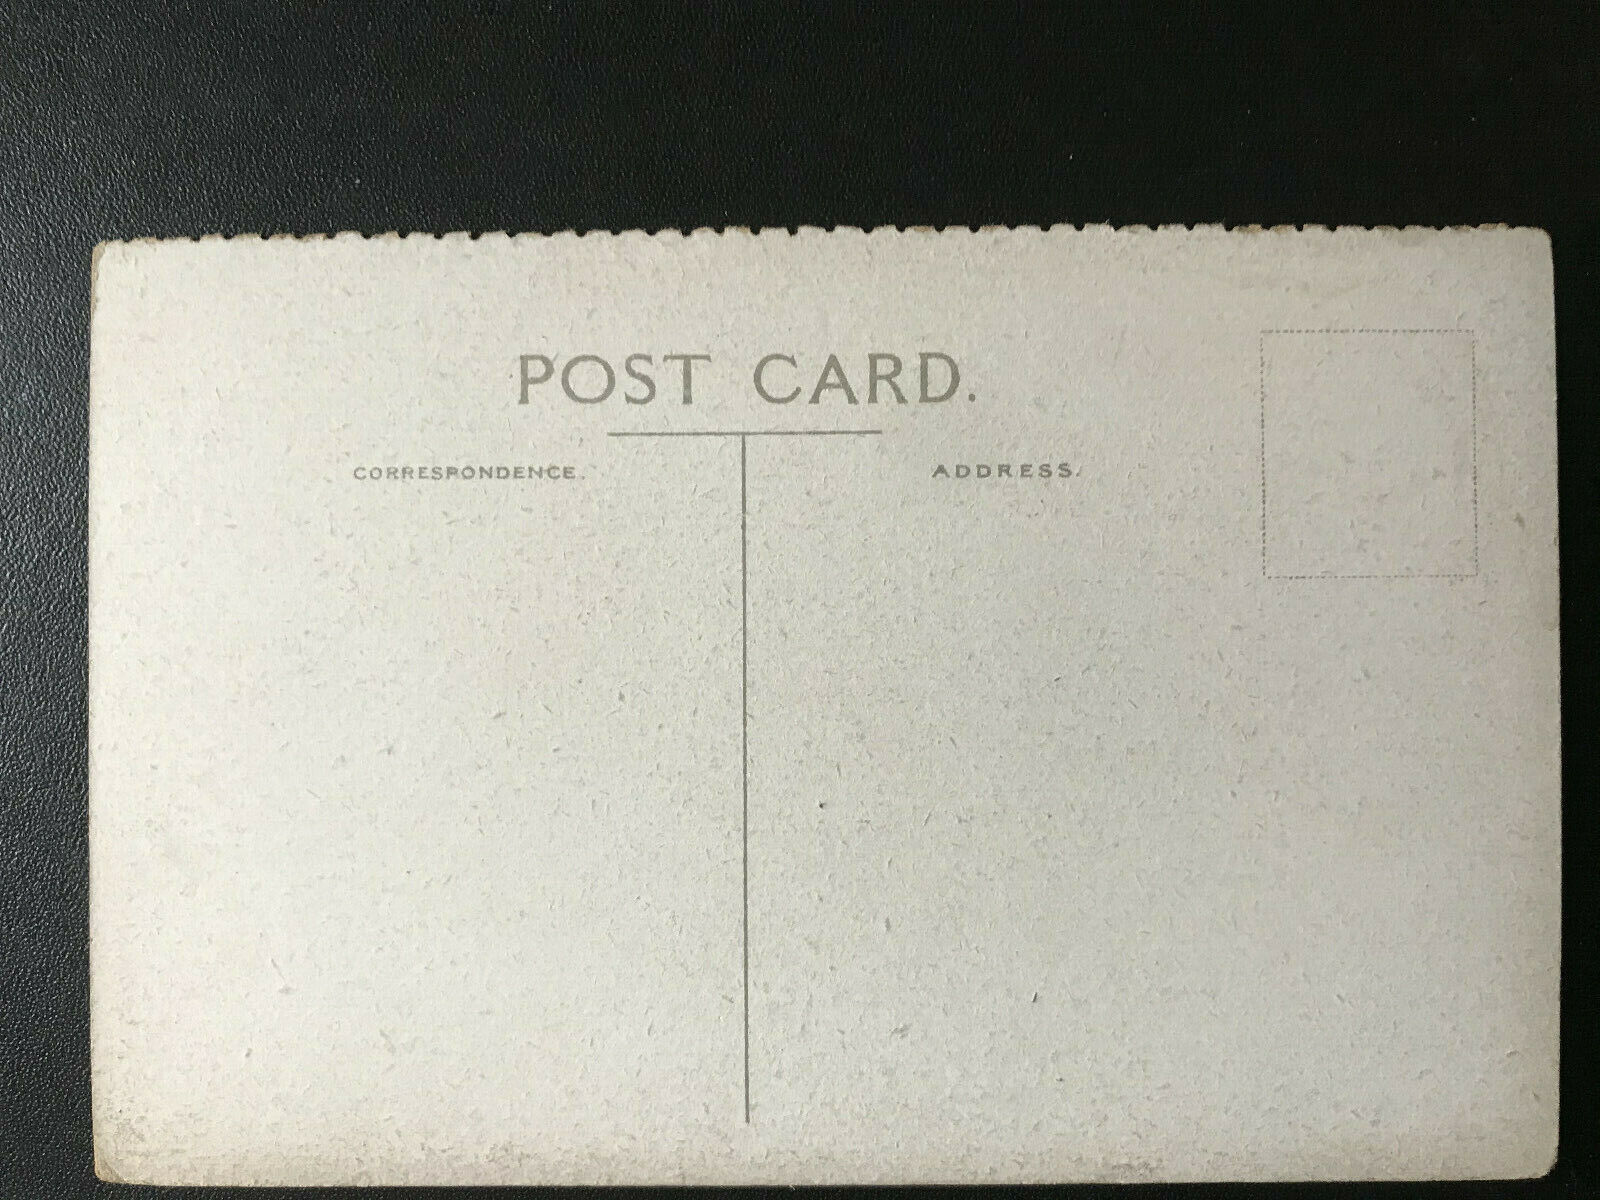 POST CARD.
CORRESPONDENCE.
ADDRESS.